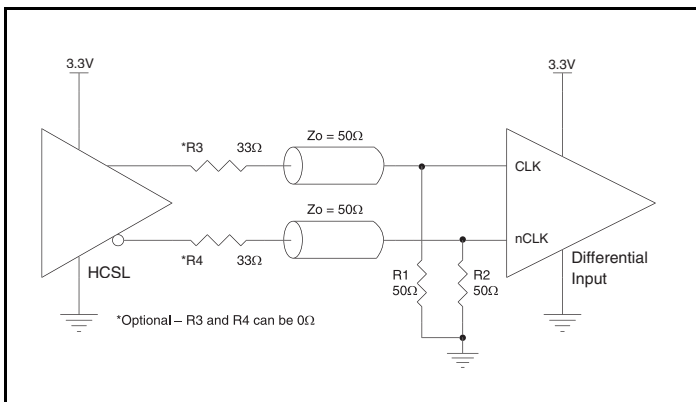 3.3V
3.3V
*R3 33Ω
Zo = 50Ω
CLK
Zo = 50Ω
nCLK
*R4 33Ω
HCSL
R1
50Ω
R2
50Ω
Differential
Input
*Optional – R3 and R4 can be 0Ω